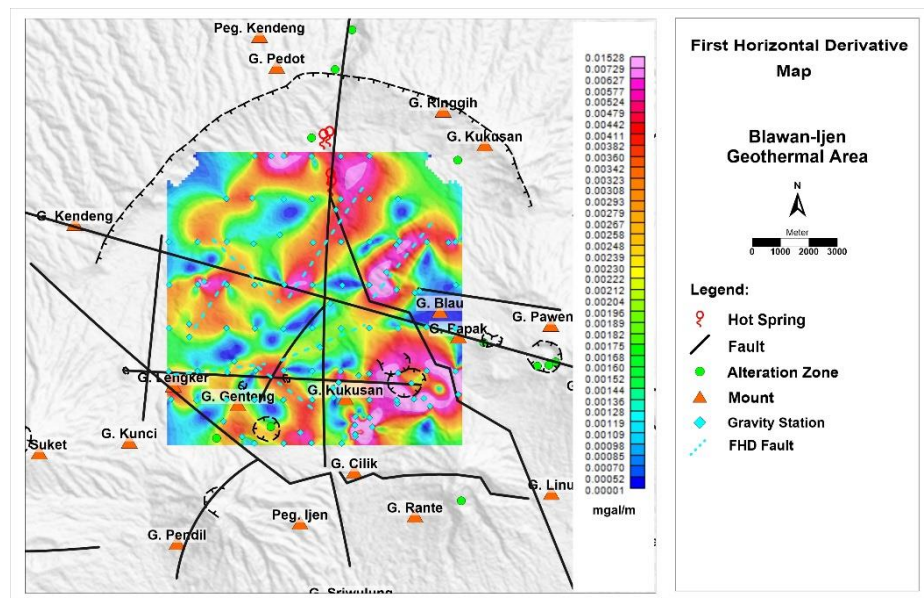 Peg. Kendeng
G. Pedot
G. Ringgih
G. Kukusan
G. Kendeng
G. Blau
G. Papak
G. Pawen
G. Lengker
G. Genteng
G. Kukusan
G. Kunci
Suket
G. Cilik
G. Linu
G. Rante
Peg. Ijen
G. Pendil
G. Sriwulung
G
0.01528
0.00729
0.00627
0.00524
0.00479
0.00442
0.00411
0.00382
0.00360
0.00342
0.00323
0.00308
0.00293
0.00279
0.00267
0.00258
0.00248
0.00239
0.00232
0.00222
0.00212
0.00204
0.00196
0.00190
0.00182
0.00175
0.00167
0.00159
0.00152
0.00144
0.00136
0.00128
0.00119
0.00109
0.00098
0.00085
0.00070
0.00052
0.00001
mgal/m
First Horizontal Derivative
Map
Blawan-Ijen
Geothermal Area
N
Meter
0 1000 2000 3000
Legend:
Hot Spring
Fault
Alteration Zone
Mount
Gravity Station
FHD Fault